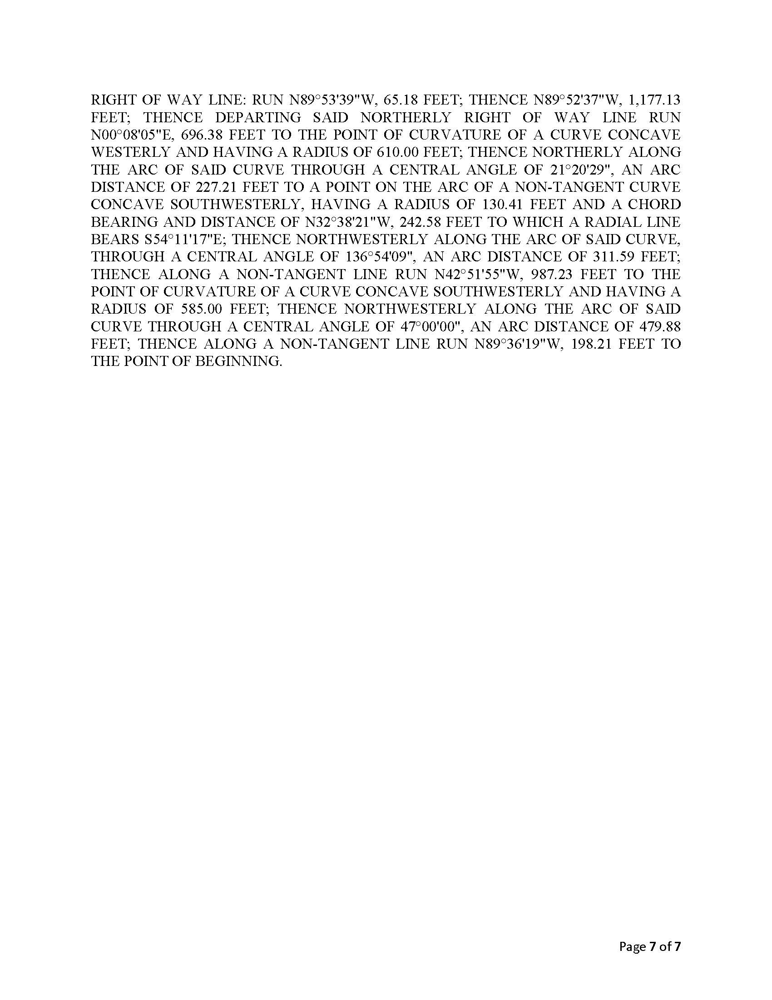 RIGHT OF WAY LINE: RUN N89°53'39"W, 65.18 FEET; THENCE N89°52'37"W, 1,177.13
FEET; THENCE DEPARTING SAID NORTHERLY RIGHT OF WAY LINE RUN
N00°08'05"E, 696.38 FEET TO THE POINT OF CURVATURE OF A CURVE CONCAVE
WESTERLY AND HAVING A RADIUS OF 610.00 FEET; THENCE NORTHERLY ALONG
THE ARC OF SAID CURVE THROUGH A CENTRAL ANGLE OF 21°20'29", AN ARC
DISTANCE OF 227.21 FEET TO A POINT ON THE ARC OF A NON-TANGENT CURVE
CONCAVE SOUTHWESTERLY, HAVING A RADIUS OF 130.41 FEET AND A CHORD
BEARING AND DISTANCE OF N32°38'21"W, 242.58 FEET TO WHICH A RADIAL LINE
BEARS S54°11'17"E; THENCE NORTHWESTERLY ALONG THE ARC OF SAID CURVE,
THROUGH A CENTRAL ANGLE OF 136°54'09", AN ARC DISTANCE OF 311.59 FEET;
THENCE ALONG A NON-TANGENT LINE RUN N42°51'55"W, 987.23 FEET TO THE
POINT OF CURVATURE OF A CURVE CONCAVE SOUTHWESTERLY AND HAVING A
RADIUS OF 585.00 FEET; THENCE NORTHWESTERLY ALONG THE ARC OF SAID
CURVE THROUGH A CENTRAL ANGLE OF 47°00'00", AN ARC DISTANCE OF 479.88
FEET; THENCE ALONG A NON-TANGENT LINE RUN N89°36'19"W, 198.21 FEET TO
THE POINT OF BEGINNING.
Page 7 of 7